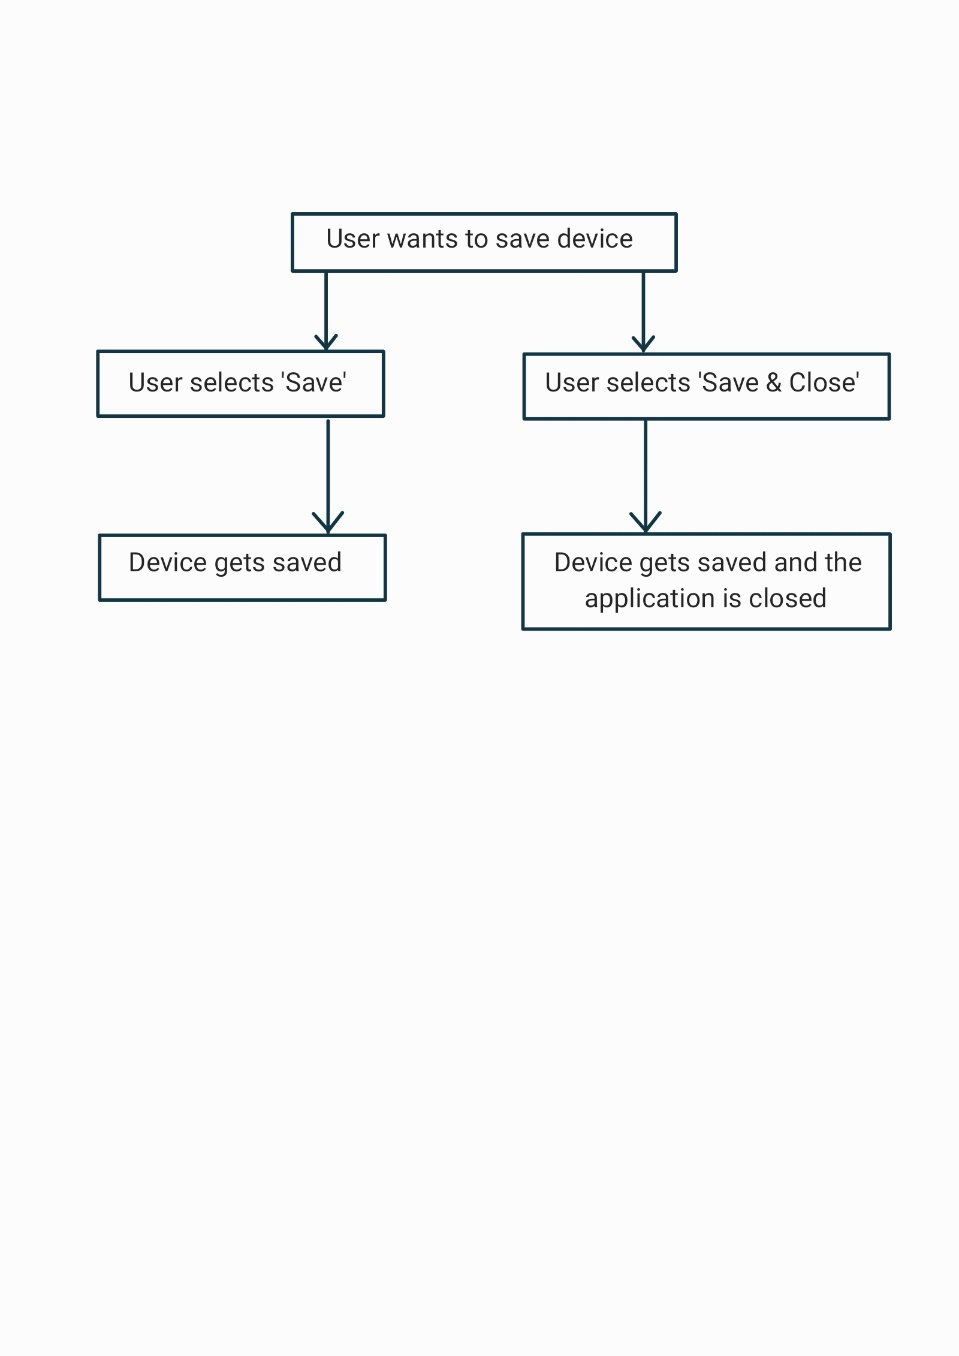 User wants to save device
User selects 'Save'
User selects 'Save & Close'
Device gets saved
Device gets saved and the
application is closed